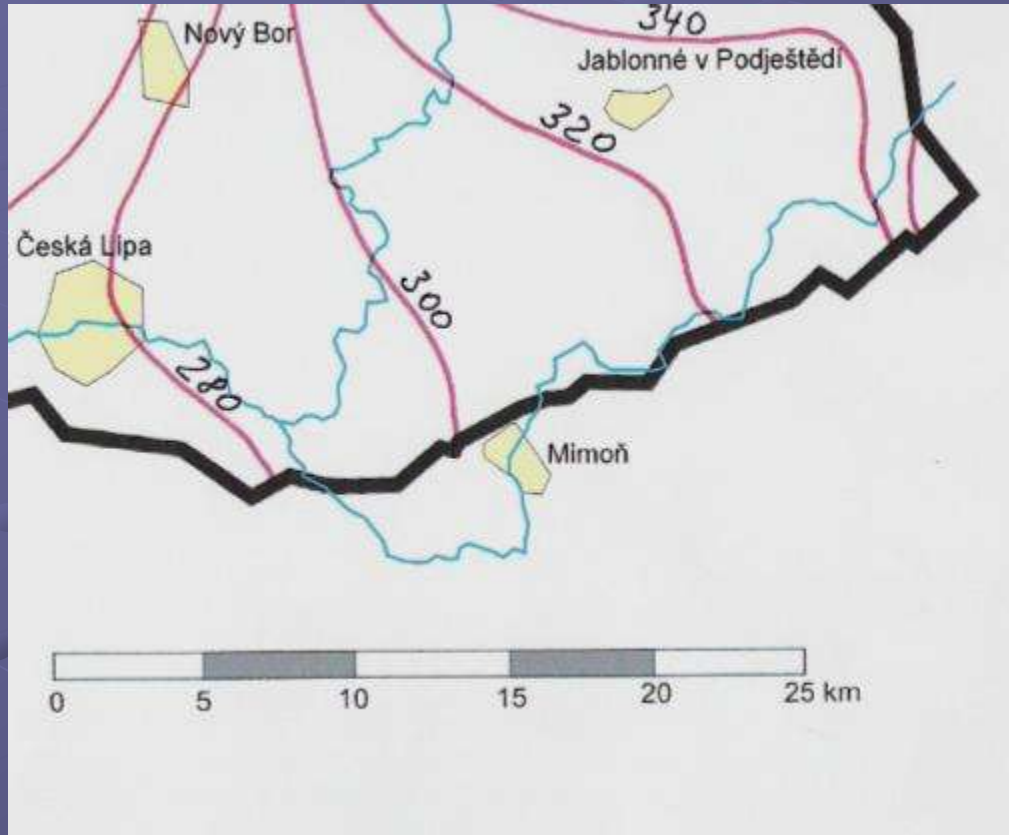 340
Nový Bor
Jablonné v Podještědí
320
Česká Lípa
300
280
Mimoň
0 5 10 15 20 25 km